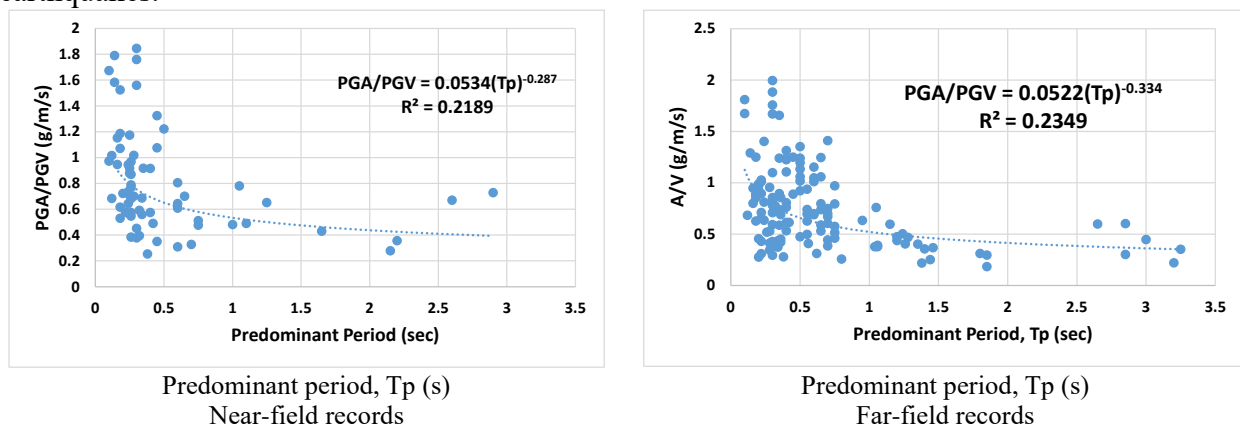 PGA/PGV (g/m/s)
2
1.8
1.6
1.4
1.2
1
0.8
0.6
0.4
0.2
0
PGA/PGV = 0.0534(Tp)-0.287
R² = 0.2189
0 0.5 1 1.5 2 2.5 3 3.5
Predominant Period (sec)
A/V (g/m/s)
2.5
2
1.5
1
0.5
0
PGA/PGV = 0.0522(Tp)-0.334
R² = 0.2349
0 0.5 1 1.5 2 2.5 3 3.5
Predominant Period, Tp (sec)
Predominant period, Tp (s)
Near-field records
Predominant period, Tp (s)
Far-field records